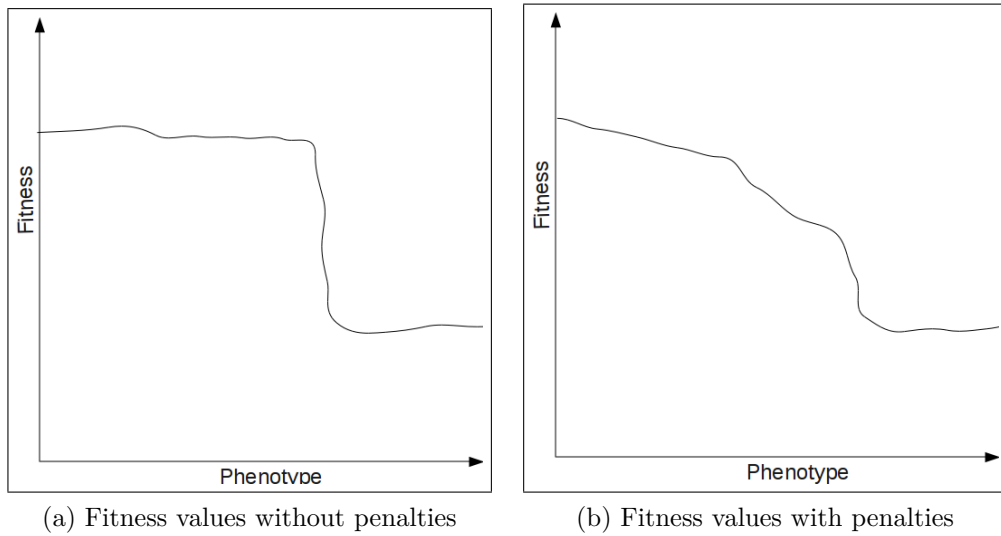 Fitness
Phenotype
(a) Fitness values without penalties
Fitness
Phenotype
(b) Fitness values with penalties